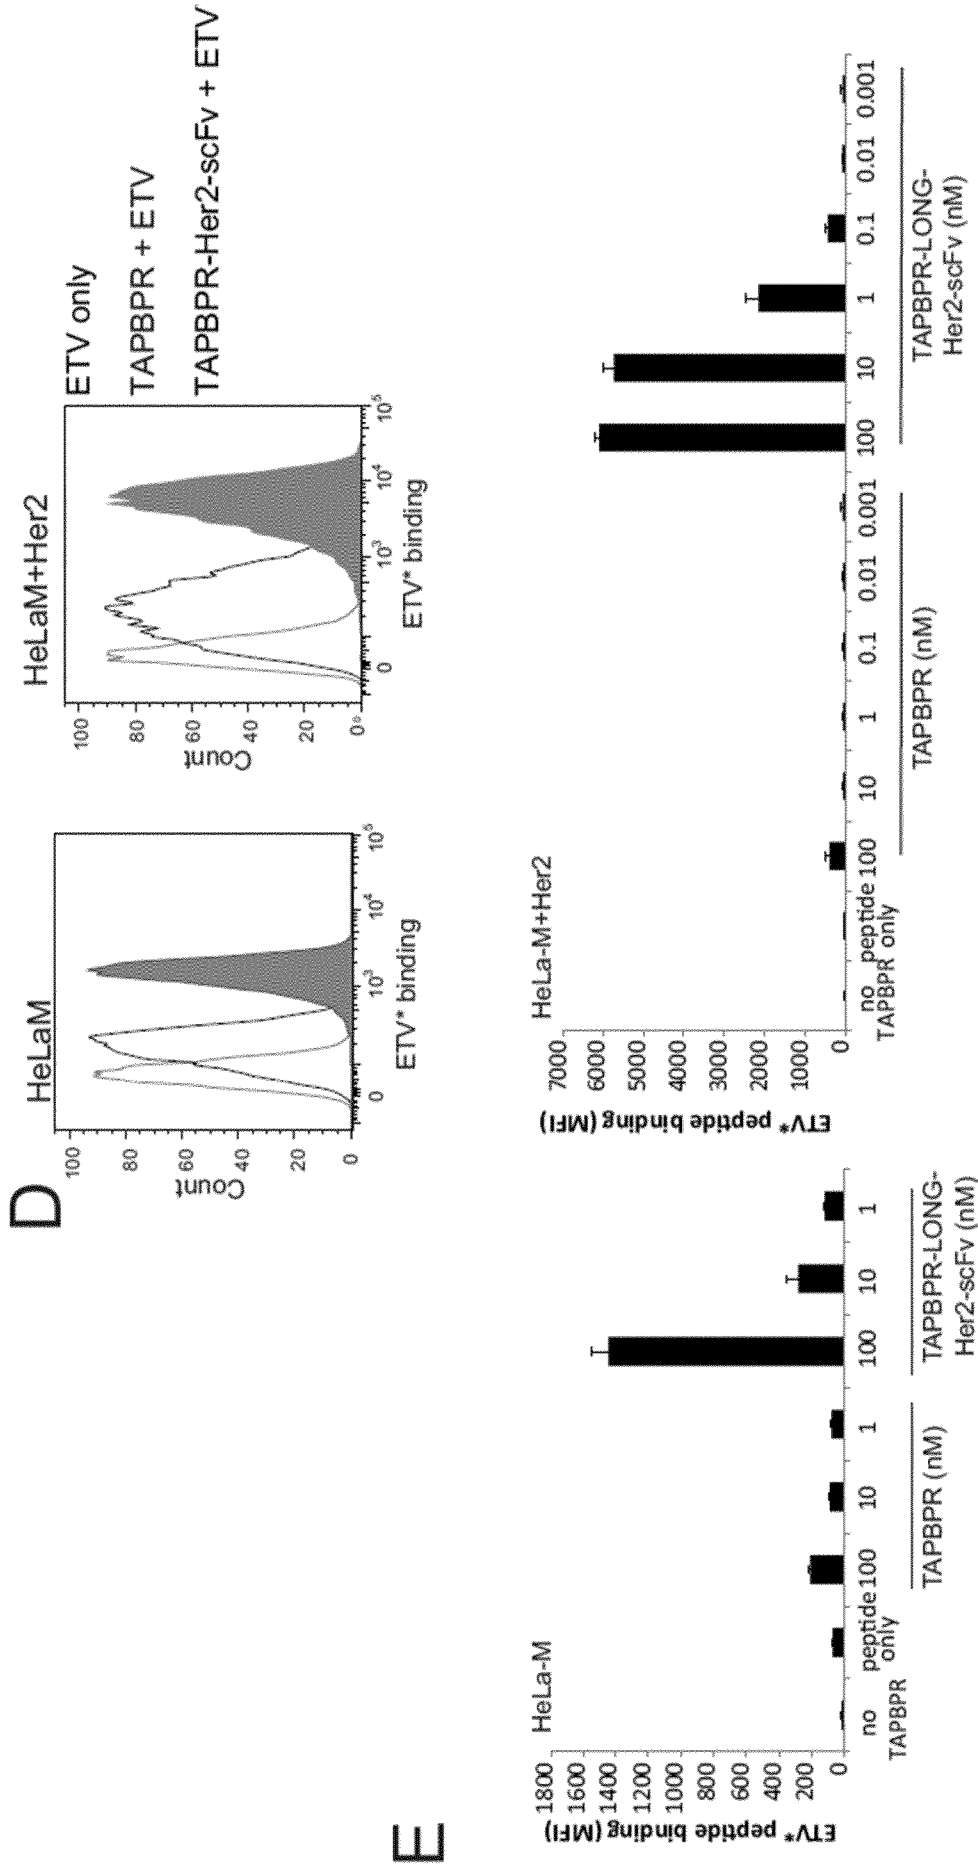 D
HeLaM
100
80
60
40
20
0
Count
0
10³
10⁴
10⁵
ETV* binding
HeLaM+Her2
100
80
60
40
20
0
Count
0
10³
10⁴
10⁵
ETV* binding
ETV only
TAPBPR + ETV
TAPBPR-Her2-scFv + ETV
E
HeLa-M
ETV* peptide binding (MFI)
1800
1600
1400
1200
1000
800
600
400
200
0
no TAPBPR
peptide only
100 10 1
TAPBPR (nM)
100 10 1
TAPBPR-LONG-
Her2-scFv (nM)
HeLa-M+Her2
ETV* peptide binding (MFI)
7000
6000
5000
4000
3000
2000
1000
0
no TAPBPR
peptide only
100 10 1 0.1 0.01 0.001
TAPBPR (nM)
100 10 1 0.1 0.01 0.001
TAPBPR-LONG-
Her2-scFv (nM)